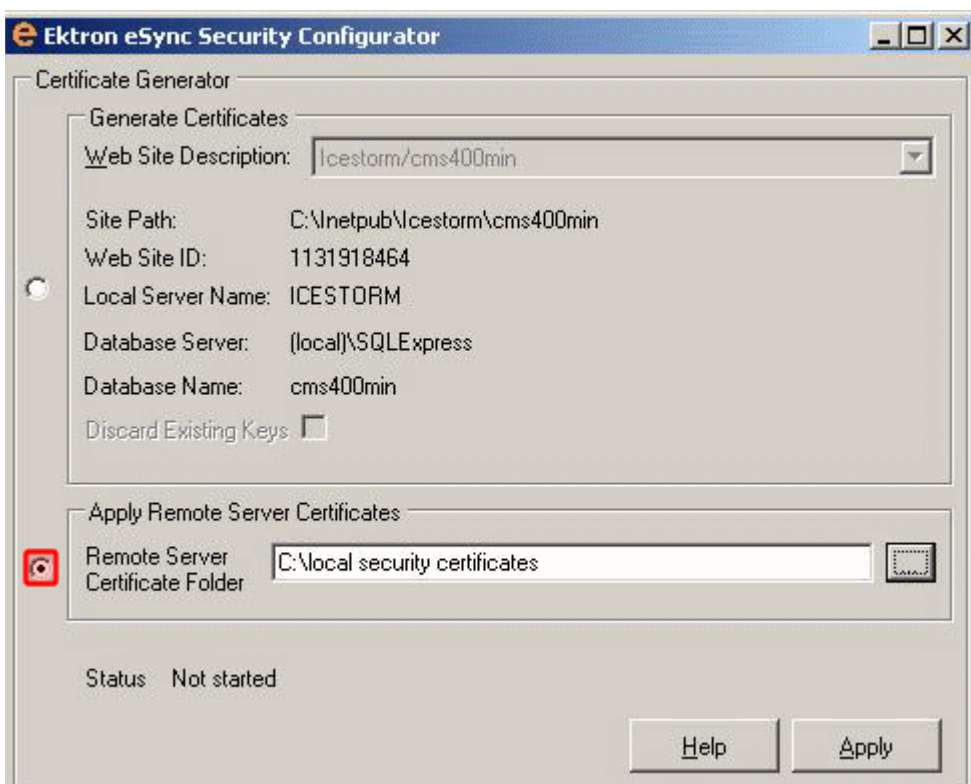 Ektron eSync Security Configurator
Certificate Generator
Generate Certificates
Web Site Description: Icestorm/cms400min
Site Path: C:\Inetpub\Icestorm\cms400min
Web Site ID: 1131918464
Local Server Name: ICESTORM
Database Server: (local)\SQLExpress
Database Name: cms400min
Discard Existing Keys
Apply Remote Server Certificates
Remote Server
Certificate Folder
C:\local security certificates
...
Status Not started
Help Apply